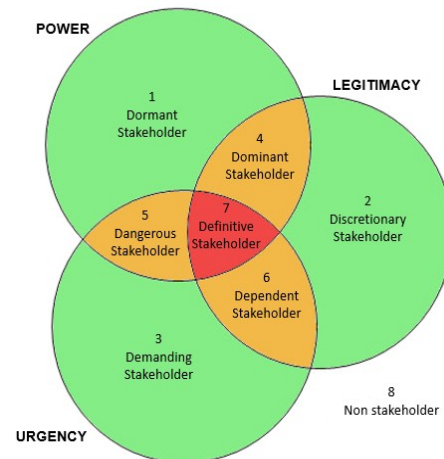 POWER
1
Dormant
Stakeholder
LEGITIMACY
4
Dominant
Stakeholder
2
Discretionary
Stakeholder
5
Dangerous
Stakeholder
7
Definitive
Stakeholder
6
Dependent
Stakeholder
3
Demanding
Stakeholder
8
Non stakeholder
URGENCY